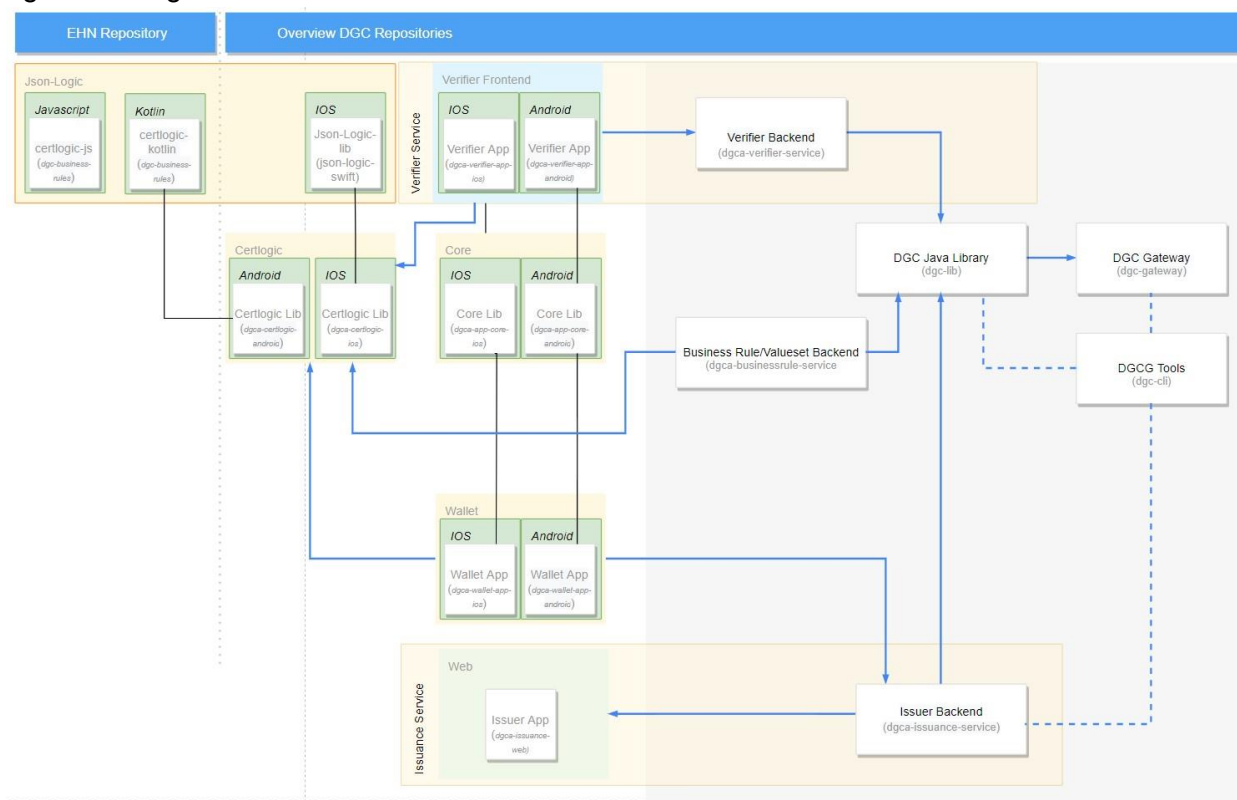 EHN Repository
Overview DGC Repositories
Json-Logic
Javascript
certlogic-js
(dgc-business-
rules)
Kotlin
certlogic-
kotlin
(dgc-business-
rules)
IOS
Json-Logic-
lib
(json-logic-
swift)
Verifier Service
Verifier Frontend
IOS
Verifier App
(dgca-verifier-app-
ios)
Android
Verifier App
(dgca-verifier-app-
android)
Verifier Backend
(dgca-verifier-service)
Certlogic
Android
Certlogic Lib
(dgca-certlogic-
android)
IOS
Certlogic Lib
(dgca-certlogic-
ios)
Core
IOS
Core Lib
(dgca-app-core-
ios)
Android
Core Lib
(dgca-app-core-
android)
DGC Java Library
(dgc-lib)
DGC Gateway
(dgc-gateway)
Business Rule/Valueset Backend
(dgca-businessrule-service
DGCG Tools
(dgc-cli)
Wallet
IOS
Wallet App
(dgca-wallet-app-
ios)
Android
Wallet App
(dgca-wallet-app-
android)
Issuance Service
Web
Issuer App
(dgca-issuance-
web)
Issuer Backend
(dgca-issuance-service)